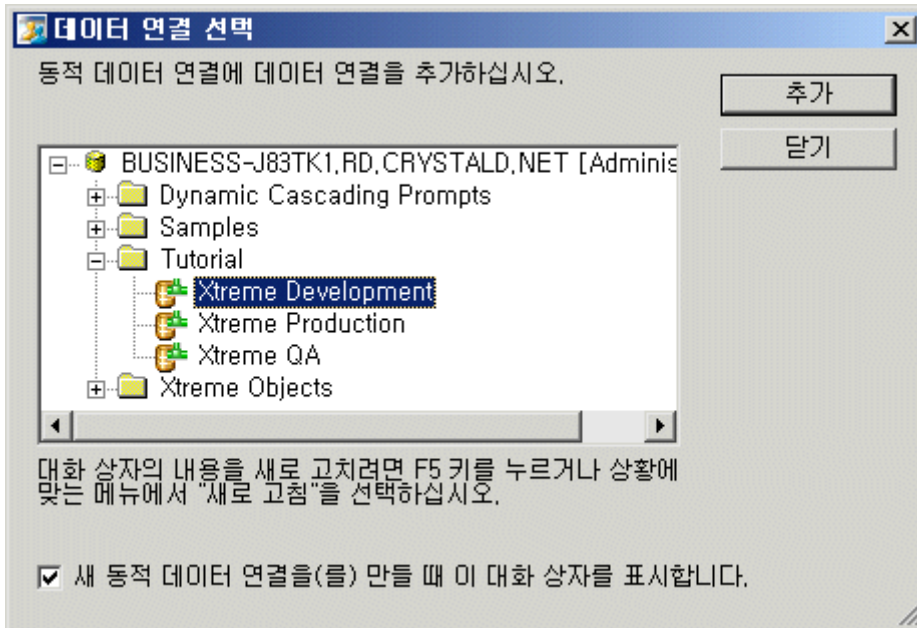 데이터 연결 선택
동적 데이터 연결에 데이터 연결을 추가하십시오.
추가
닫기
BUSINESS-J83TK1.RD.CRYSTALD.NET [Adminis
Dynamic Cascading Prompts
Samples
Tutorial
Xtreme Development
Xtreme Production
Xtreme QA
Xtreme Objects
대화 상자의 내용을 새로 고치려면 F5 키를 누르거나 상황에
맞는 메뉴에서 "새로 고침"을 선택하십시오.
새 동적 데이터 연결을(를) 만들 때 이 대화 상자를 표시합니다.